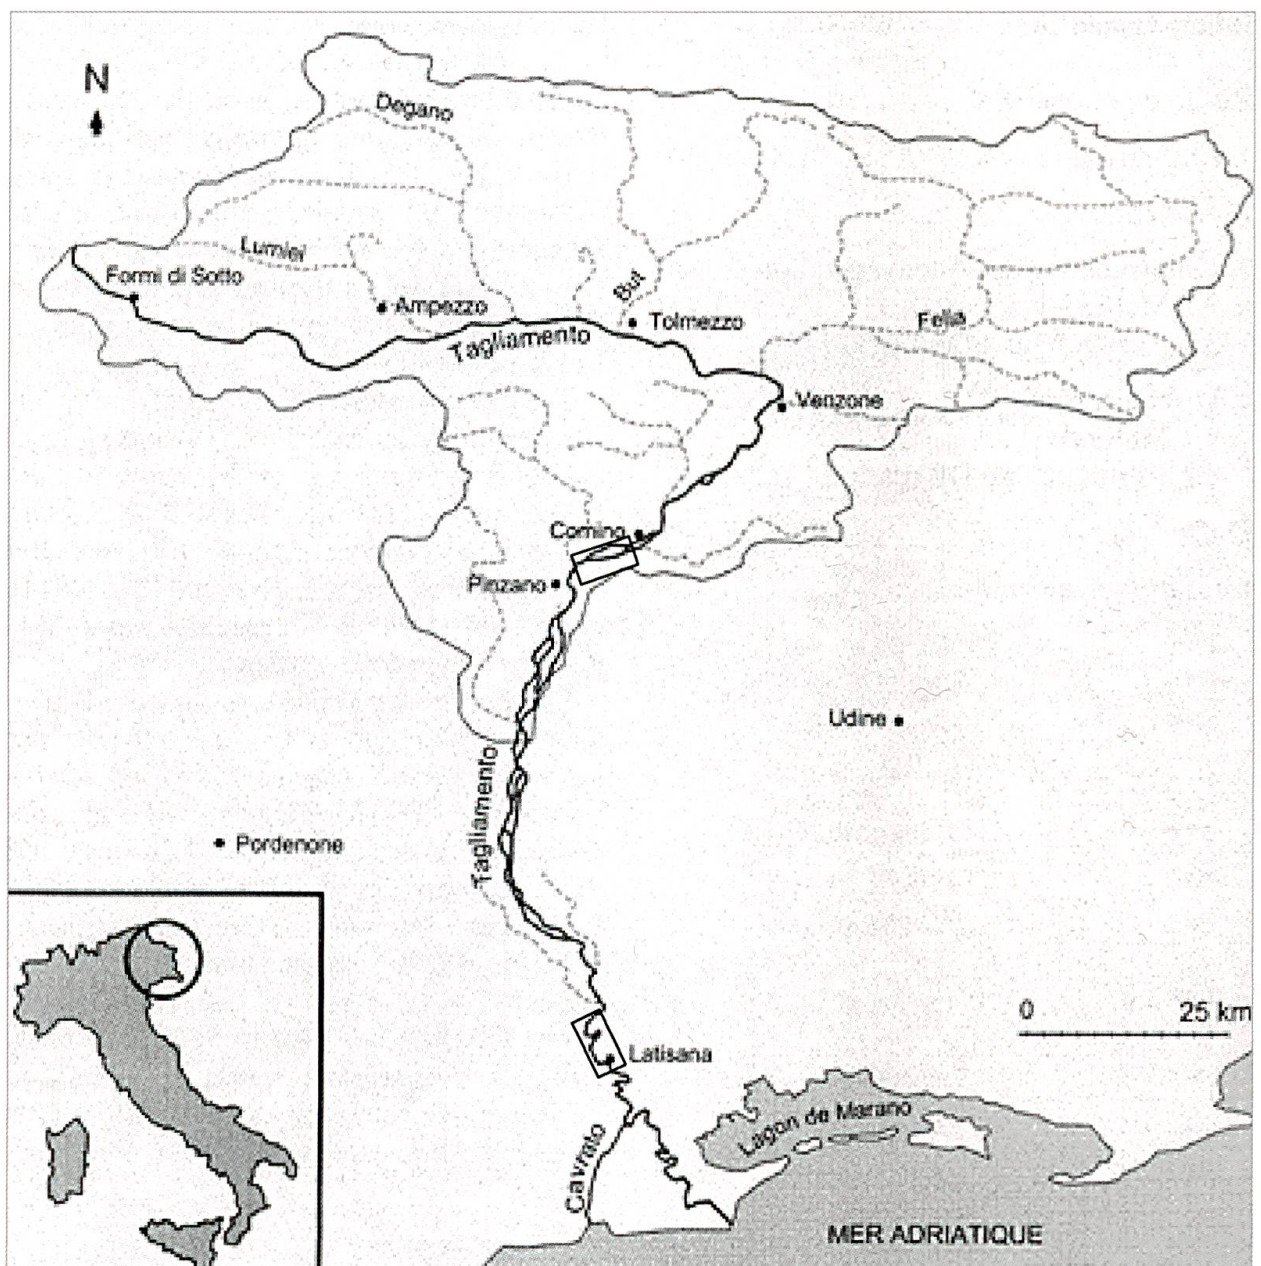 N
Degano
Lumiei
Formi di Sotto
Ampezzo
But
Tolmezzo
Tagliamento
Fella
Venzone
Cornino
Pinzano
Udine
Tagliamento
Pordenone
0 25 km
Latisana
Lagon de Marano
Cavrato
MER ADRIATIQUE